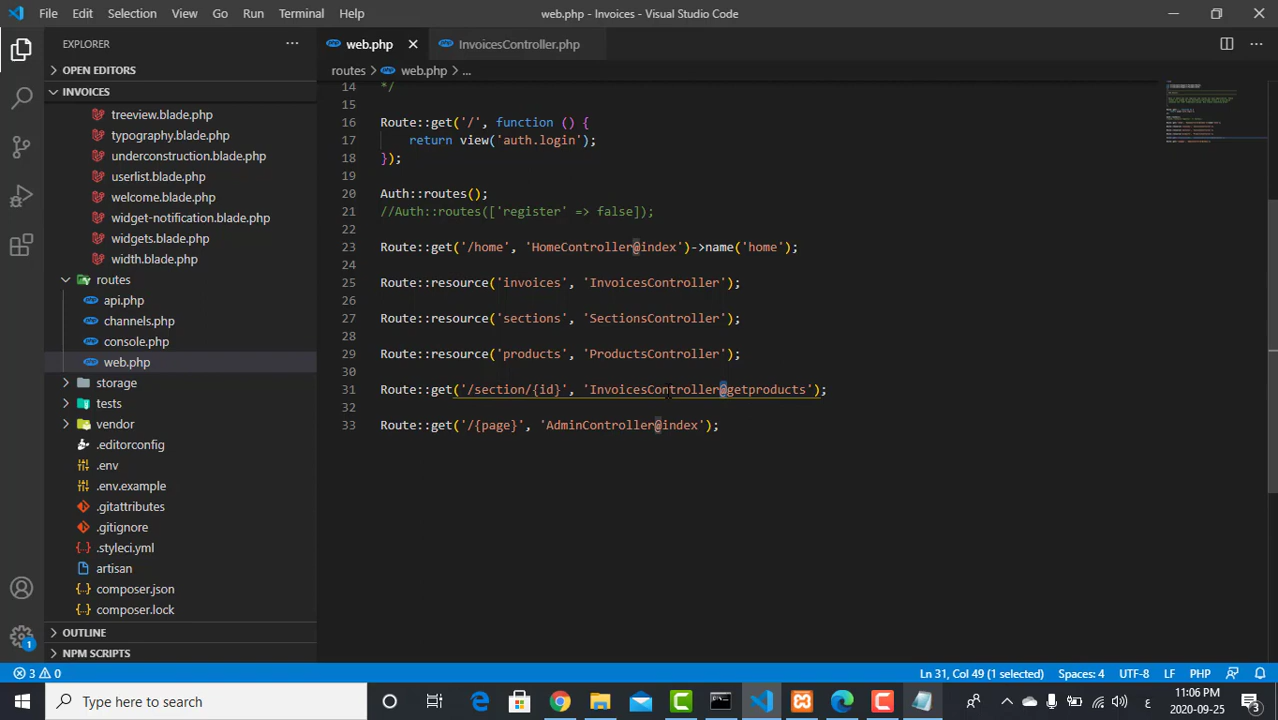 File Edit Selection View Go Run Terminal Help
web.php - Invoices - Visual Studio Code
EXPLORER
web.php
InvoicesController.php
OPEN EDITORS
routes > web.php > ...
INVOICES
treeview.blade.php
typography.blade.php
underconstruction.blade.php
userlist.blade.php
welcome.blade.php
widget-notification.blade.php
widgets.blade.php
width.blade.php
routes
api.php
channels.php
console.php
web.php
storage
tests
vendor
.editorconfig
.env
.env.example
.gitattributes
.gitignore
.styleci.yml
artisan
composer.json
composer.lock
OUTLINE
NPM SCRIPTS
14 */
15
16 Route::get('/', function () {
17 return view('auth.login');
18 });
19
20 Auth::routes();
21 //Auth::routes(['register' => false]);
22
23 Route::get('/home', 'HomeController@index')->name('home');
24
25 Route::resource('invoices', 'InvoicesController');
26
27 Route::resource('sections', 'SectionsController');
28
29 Route::resource('products', 'ProductsController');
30
31 Route::get('/section/{id}', 'InvoicesController@getproducts');
32
33 Route::get('/{page}', 'AdminController@index');
1
3 0
Ln 31, Col 49 (1 selected) Spaces: 4 UTF-8 LF PHP
Type here to search
ع
11:06 PM
2020-09-25
3